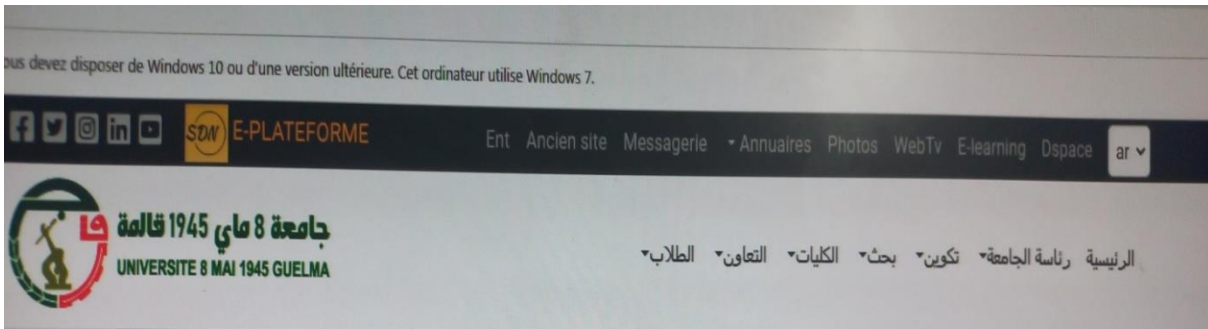 ous devez disposer de Windows 10 ou d'une version ultérieure. Cet ordinateur utilise Windows 7.
SDN E-PLATEFORME Ent Ancien site Messagerie Annuaires Photos WebTv E-learning Dspace ar
جامعة 8 ماي 1945 قالمة
UNIVERSITE 8 MAI 1945 GUELMA
الرئيسية رئاسة الجامعة تكوين بحث الكليات التعاون الطلاب